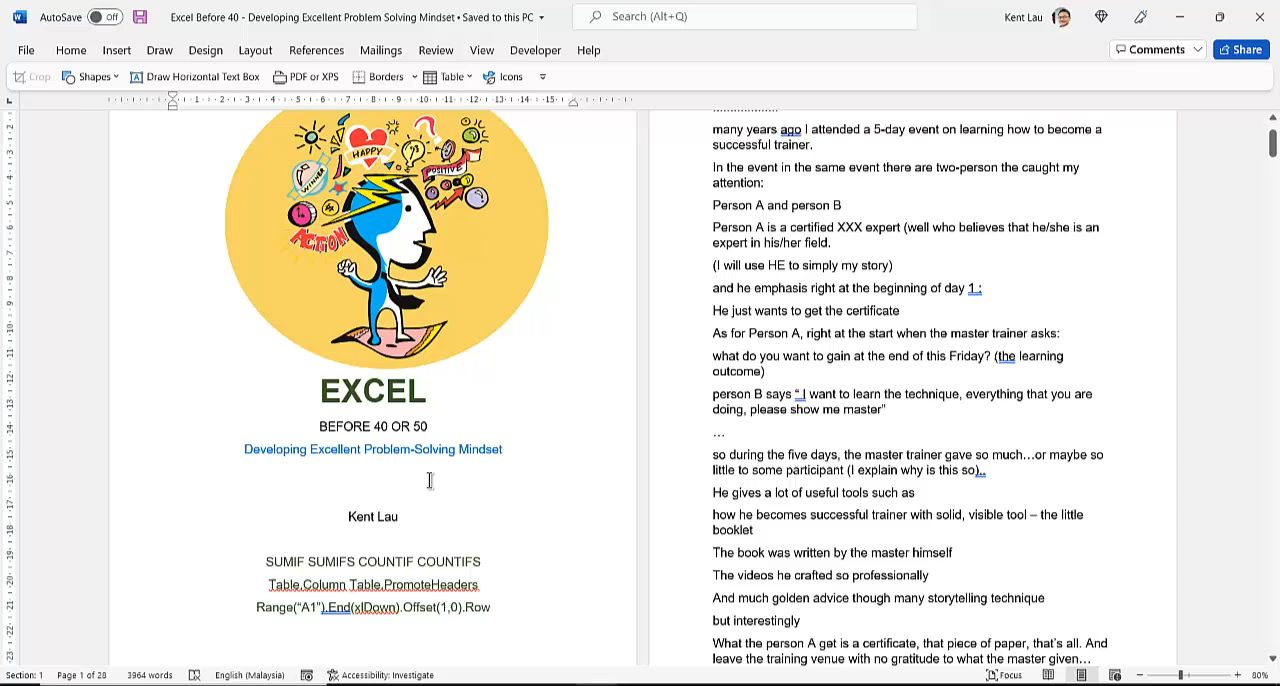 AutoSave Off Excel Before 40 - Developing Excellent Problem Solving Mindset • Saved to this PC Search (Alt+Q) Kent Lau
File Home Insert Draw Design Layout References Mailings Review View Developer Help Comments Share
Crop Shapes Draw Horizontal Text Box PDF or XPS Borders Table Icons
HAPPY
WINNER
POSITIVE
ACTION
EXCEL
BEFORE 40 OR 50
Developing Excellent Problem-Solving Mindset
Kent Lau
SUMIF SUMIFS COUNTIF COUNTIFS
Table.Column Table.PromoteHeaders
Range(“A1”).End(xlDown).Offset(1,0).Row
many years ago I attended a 5-day event on learning how to become a
successful trainer.
In the event in the same event there are two-person the caught my
attention:
Person A and person B
Person A is a certified XXX expert (well who believes that he/she is an
expert in his/her field.
(I will use HE to simply my story)
and he emphasis right at the beginning of day 1 :
He just wants to get the certificate
As for Person A, right at the start when the master trainer asks:
what do you want to gain at the end of this Friday? (the learning
outcome)
person B says “ I want to learn the technique, everything that you are
doing, please show me master”
…
so during the five days, the master trainer gave so much…or maybe so
little to some participant (I explain why is this so)..
He gives a lot of useful tools such as
how he becomes successful trainer with solid, visible tool – the little
booklet
The book was written by the master himself
The videos he crafted so professionally
And much golden advice though many storytelling technique
but interestingly
What the person A get is a certificate, that piece of paper, that’s all. And
leave the training venue with no gratitude to what the master given…
Section: 1 Page 1 of 28 3964 words English (Malaysia) Accessibility: Investigate Focus 80%